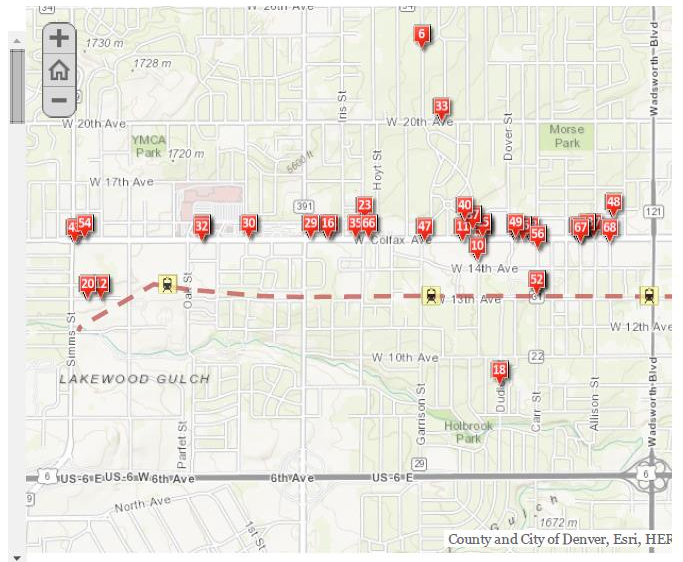 W 26th Ave
6
1730 m
1728 m
33
W 20th Ave
W 20th Ave
Iris St
Hoyt St
Dover St
Wadsworth Blvd
YMCA
Park
1720 m
6600 ft
Morse
Park
W 17th Ave
391
23
40
48
121
54
32
30
29
16
35
66
47
11
49
56
67
68
W Colfax Ave
10
W 14th Ave
20
52
Oak St
W 13th Ave
Simms St
W 12th Ave
W 10th Ave
22
18
LAKEWOOD GULCH
Garrison St
Carr St
Allison St
Wadsworth Blvd
Parfet St
Holbrook
Park
29
6
US-6 E
US-6 W
6th Ave
6th Ave
US-6 E
6
North Ave
1st St
Gulch
1672 m
County and City of Denver, Esri, HER